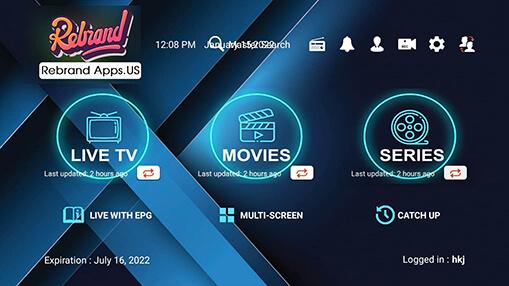 Rebrand
Rebrand Apps.US
12:08 PM
January 15, 2022
Master Search
REC
LIVE TV
MOVIES
SERIES
Last updated: 2 hours ago
Last updated: 2 hours ago
Last updated: 2 hours ago
LIVE WITH EPG
MULTI-SCREEN
CATCH UP
Expiration : July 16, 2022
Logged in : hkj